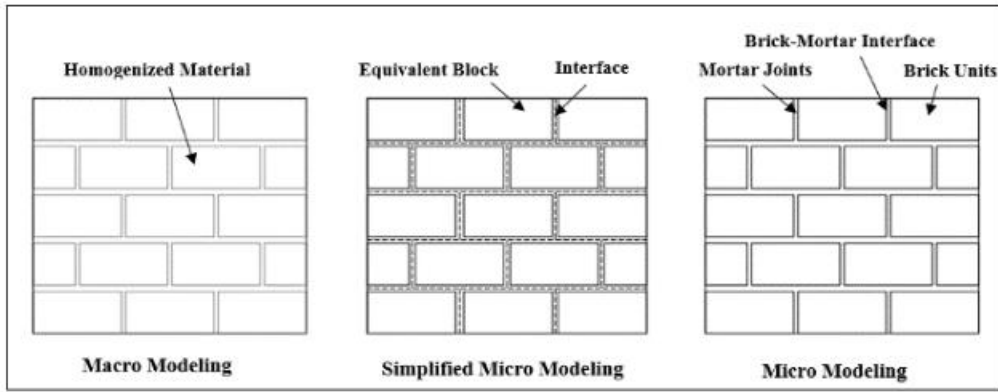 Homogenized Material
Equivalent Block
Interface
Brick-Mortar Interface
Mortar Joints
Brick Units
Macro Modeling
Simplified Micro Modeling
Micro Modeling